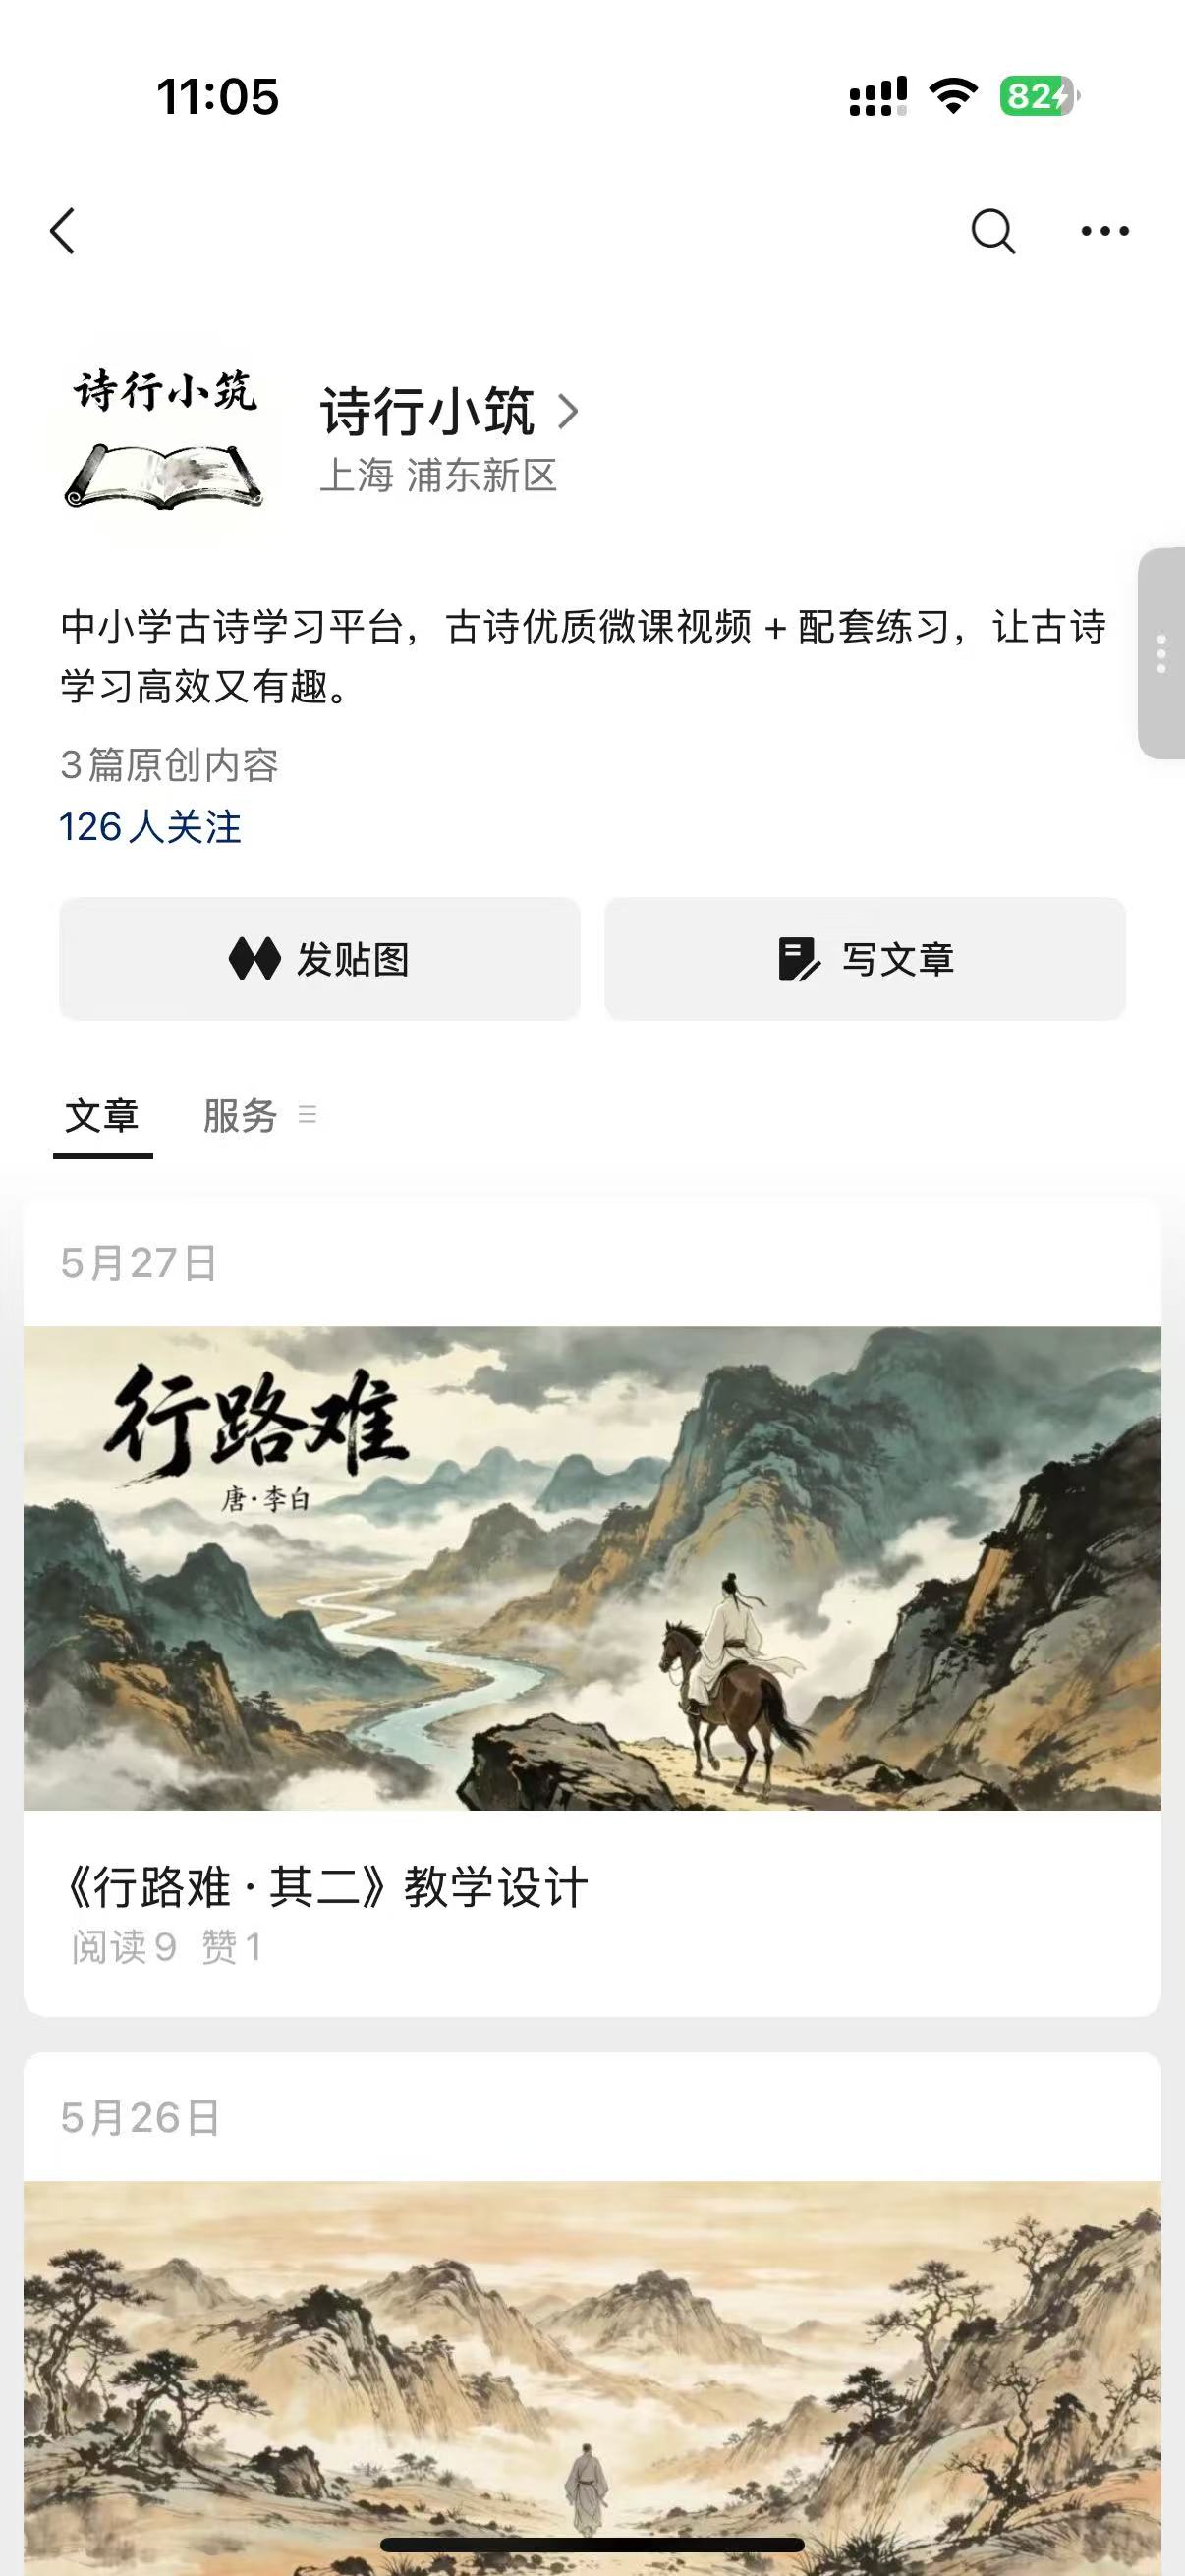 11:05
82
诗行小筑
诗行小筑
上海 浦东新区
中小学古诗学习平台，古诗优质微课视频 + 配套练习，让古诗
学习高效又有趣。
3篇原创内容
126人关注
发贴图
写文章
文章 服务
5月27日
行路难
唐·李白
《行路难 · 其二》教学设计
阅读9 赞1
5月26日